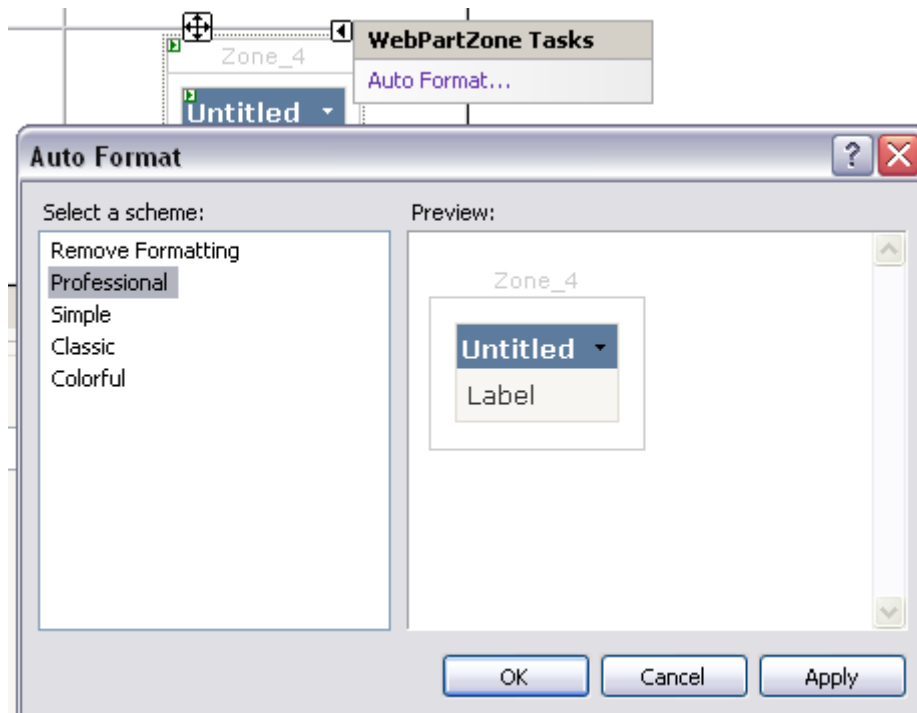 WebPartZone Tasks
Zone_4
Auto Format...
Untitled
Auto Format
?
Select a scheme:
Preview:
Remove Formatting
Professional
Simple
Classic
Colorful
Zone_4
Untitled
Label
OK
Cancel
Apply